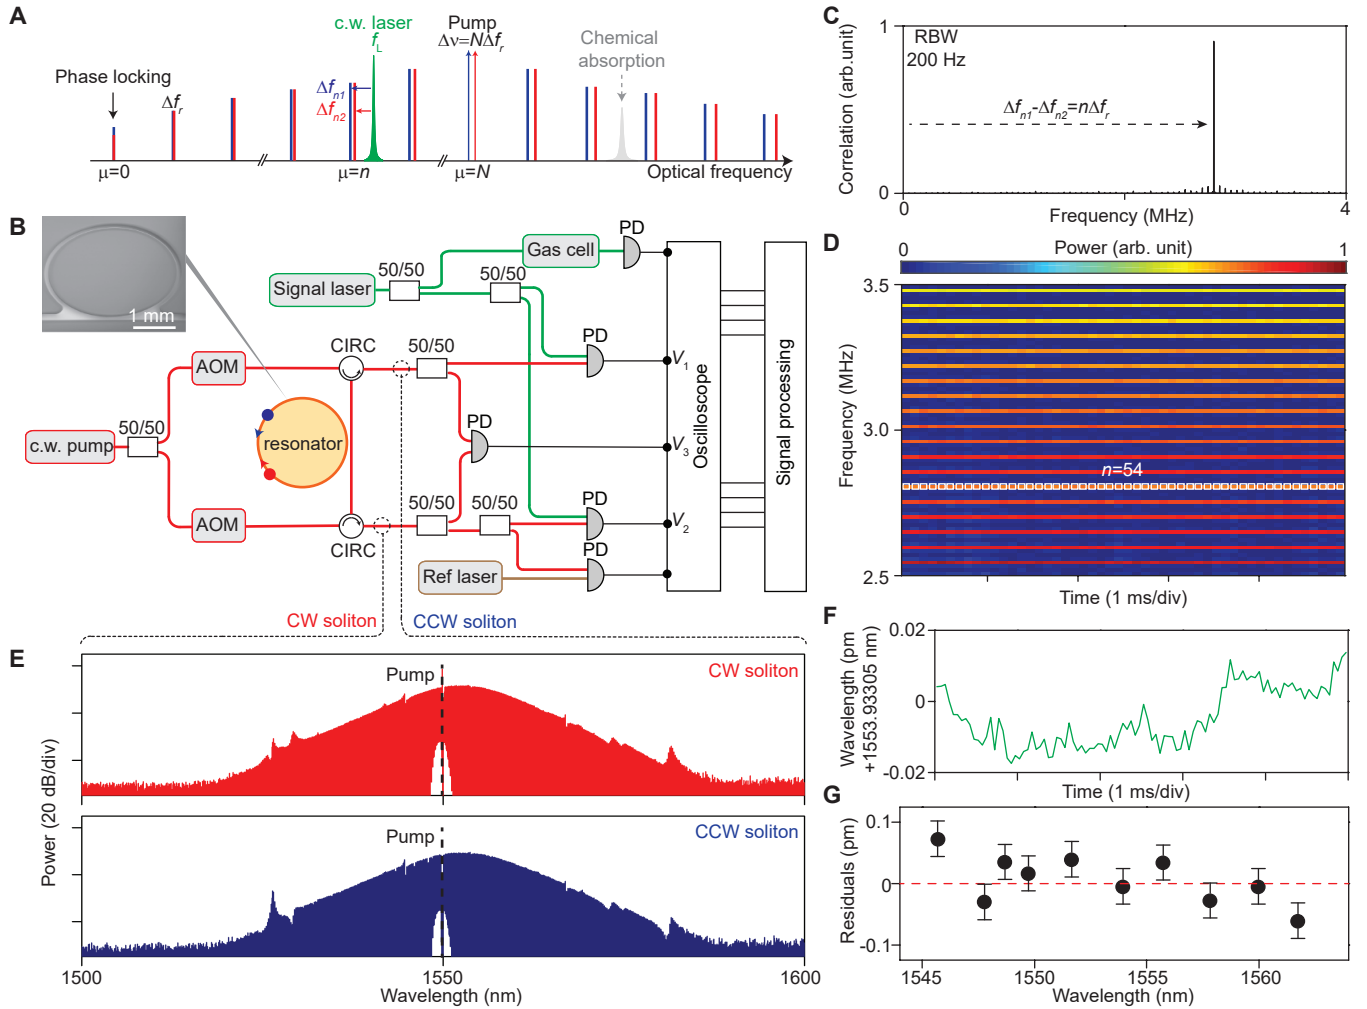 A
c.w. laser
f_L
Pump
Δν=NΔf_r
Chemical
absorption
Phase locking
Δf_r
Δf_n1
Δf_n2
μ=0
μ=n
μ=N
Optical frequency
B
1 mm
Signal laser
50/50
50/50
Gas cell
PD
CIRC
50/50
PD
V_1
AOM
c.w. pump
50/50
resonator
PD
V_3
Oscilloscope
Signal processing
AOM
CIRC
50/50
50/50
PD
V_2
PD
Ref laser
CW soliton
CCW soliton
C
Correlation (arb.unit)
1
0
RBW
200 Hz
Δf_n1-Δf_n2=nΔf_r
0
4
Frequency (MHz)
D
0
Power (arb. unit)
1
Frequency (MHz)
3.5
3.0
2.5
n=54
Time (1 ms/div)
E
Power (20 dB/div)
Pump
CW soliton
Pump
CCW soliton
1500
1550
1600
Wavelength (nm)
F
Wavelength (pm
+1553.93305 nm)
0.02
0
-0.02
Time (1 ms/div)
G
Residuals (pm)
0.1
0
-0.1
1545
1550
1555
1560
Wavelength (nm)